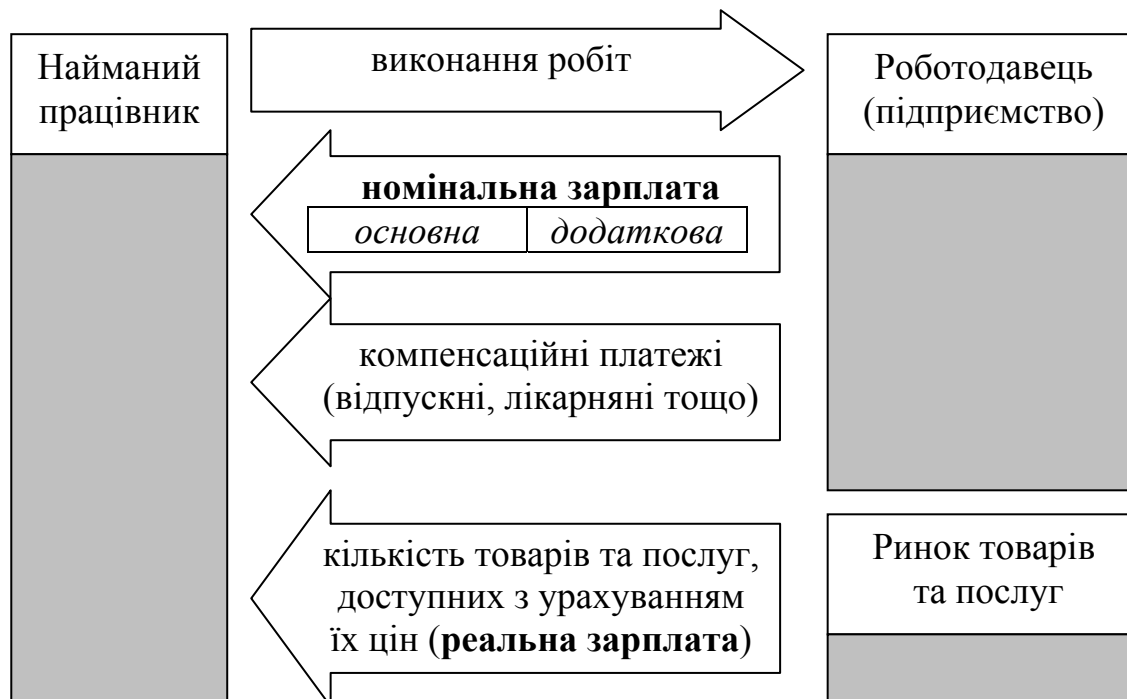 Найманий
працівник
виконання робіт
Роботодавець
(підприємство)
номінальна зарплата
основна
додаткова
компенсаційні платежі
(відпускні, лікарняні тощо)
кількість товарів та послуг,
доступних з урахуванням
їх цін (реальна зарплата)
Ринок товарів
та послуг